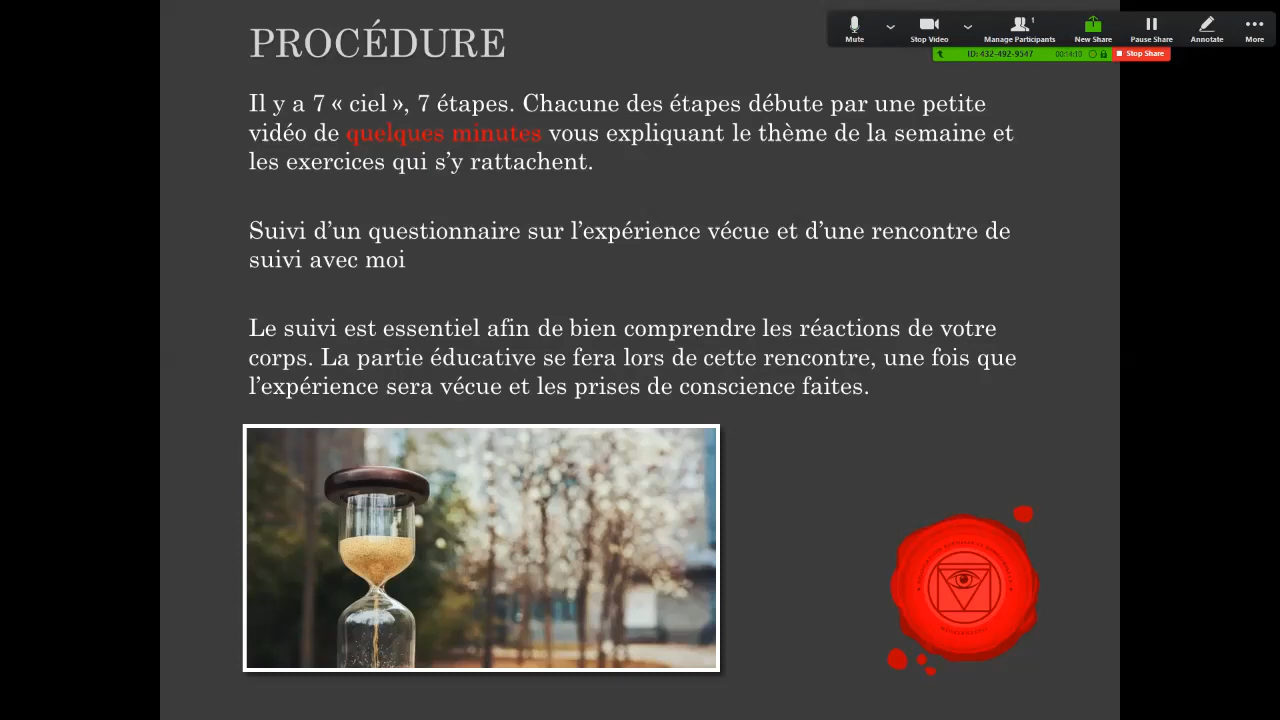 PROCÉDURE
Mute
Stop Video
1
Manage Participants
New Share
Pause Share
Annotate
More
ID: 432-492-9547
00:14:10
Stop Share
Il y a 7 « ciel », 7 étapes. Chacune des étapes débute par une petite
vidéo de quelques minutes vous expliquant le thème de la semaine et
les exercices qui s’y rattachent.
Suivi d’un questionnaire sur l’expérience vécue et d’une rencontre de
suivi avec moi
Le suivi est essentiel afin de bien comprendre les réactions de votre
corps. La partie éducative se fera lors de cette rencontre, une fois que
l’expérience sera vécue et les prises de conscience faites.